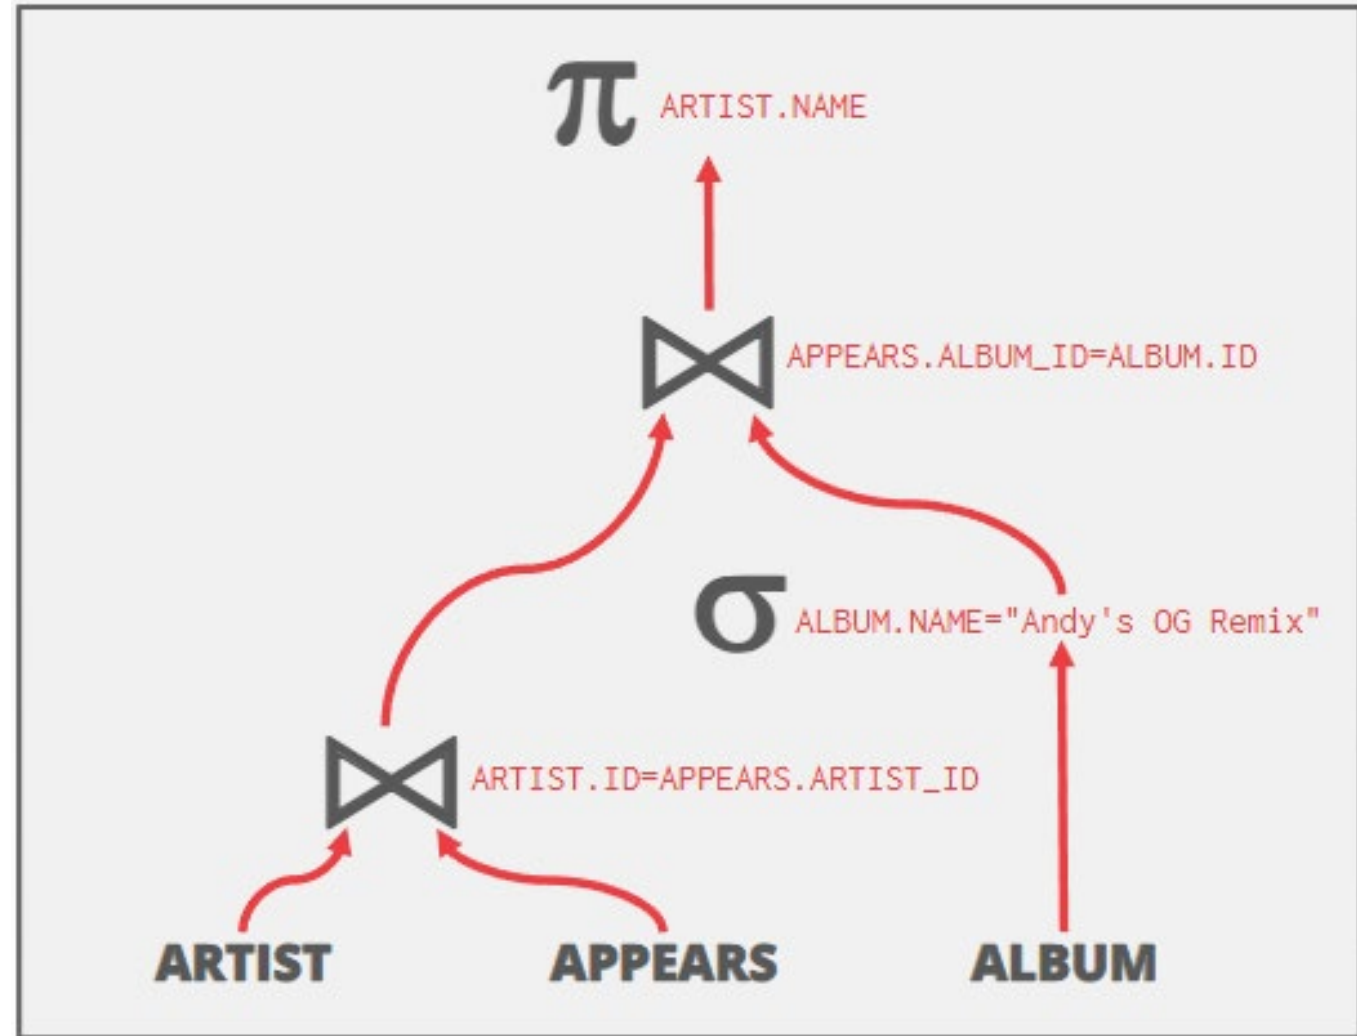 π ARTIST.NAME
⋈ APPEARS.ALBUM_ID=ALBUM.ID
σ ALBUM.NAME="Andy's OG Remix"
⋈ ARTIST.ID=APPEARS.ARTIST_ID
ARTIST APPEARS ALBUM